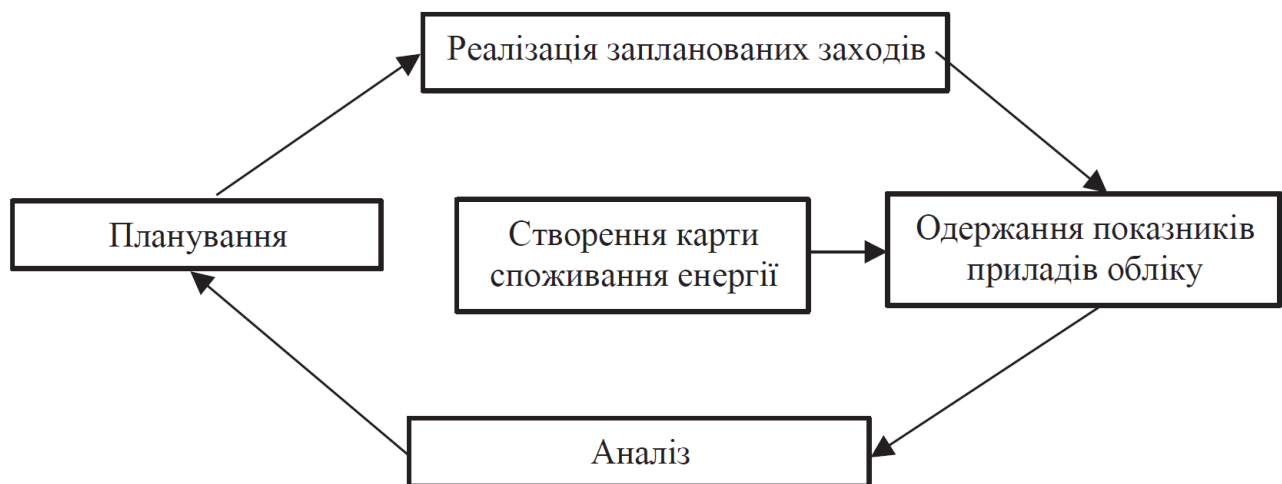 Реалізація запланованих заходів
Планування
Створення карти
споживання енергії
Одержання показників
приладів обліку
Аналіз